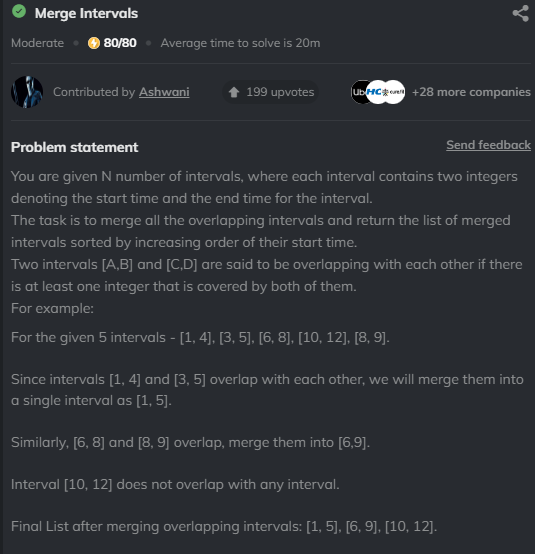 Merge Intervals
Moderate • 80/80 • Average time to solve is 20m
Contributed by Ashwani 199 upvotes Ub HC cure.fit +28 more companies
Problem statement Send feedback
You are given N number of intervals, where each interval contains two integers
denoting the start time and the end time for the interval.
The task is to merge all the overlapping intervals and return the list of merged
intervals sorted by increasing order of their start time.
Two intervals [A,B] and [C,D] are said to be overlapping with each other if there
is at least one integer that is covered by both of them.
For example:
For the given 5 intervals - [1, 4], [3, 5], [6, 8], [10, 12], [8, 9].
Since intervals [1, 4] and [3, 5] overlap with each other, we will merge them into
a single interval as [1, 5].
Similarly, [6, 8] and [8, 9] overlap, merge them into [6,9].
Interval [10, 12] does not overlap with any interval.
Final List after merging overlapping intervals: [1, 5], [6, 9], [10, 12].